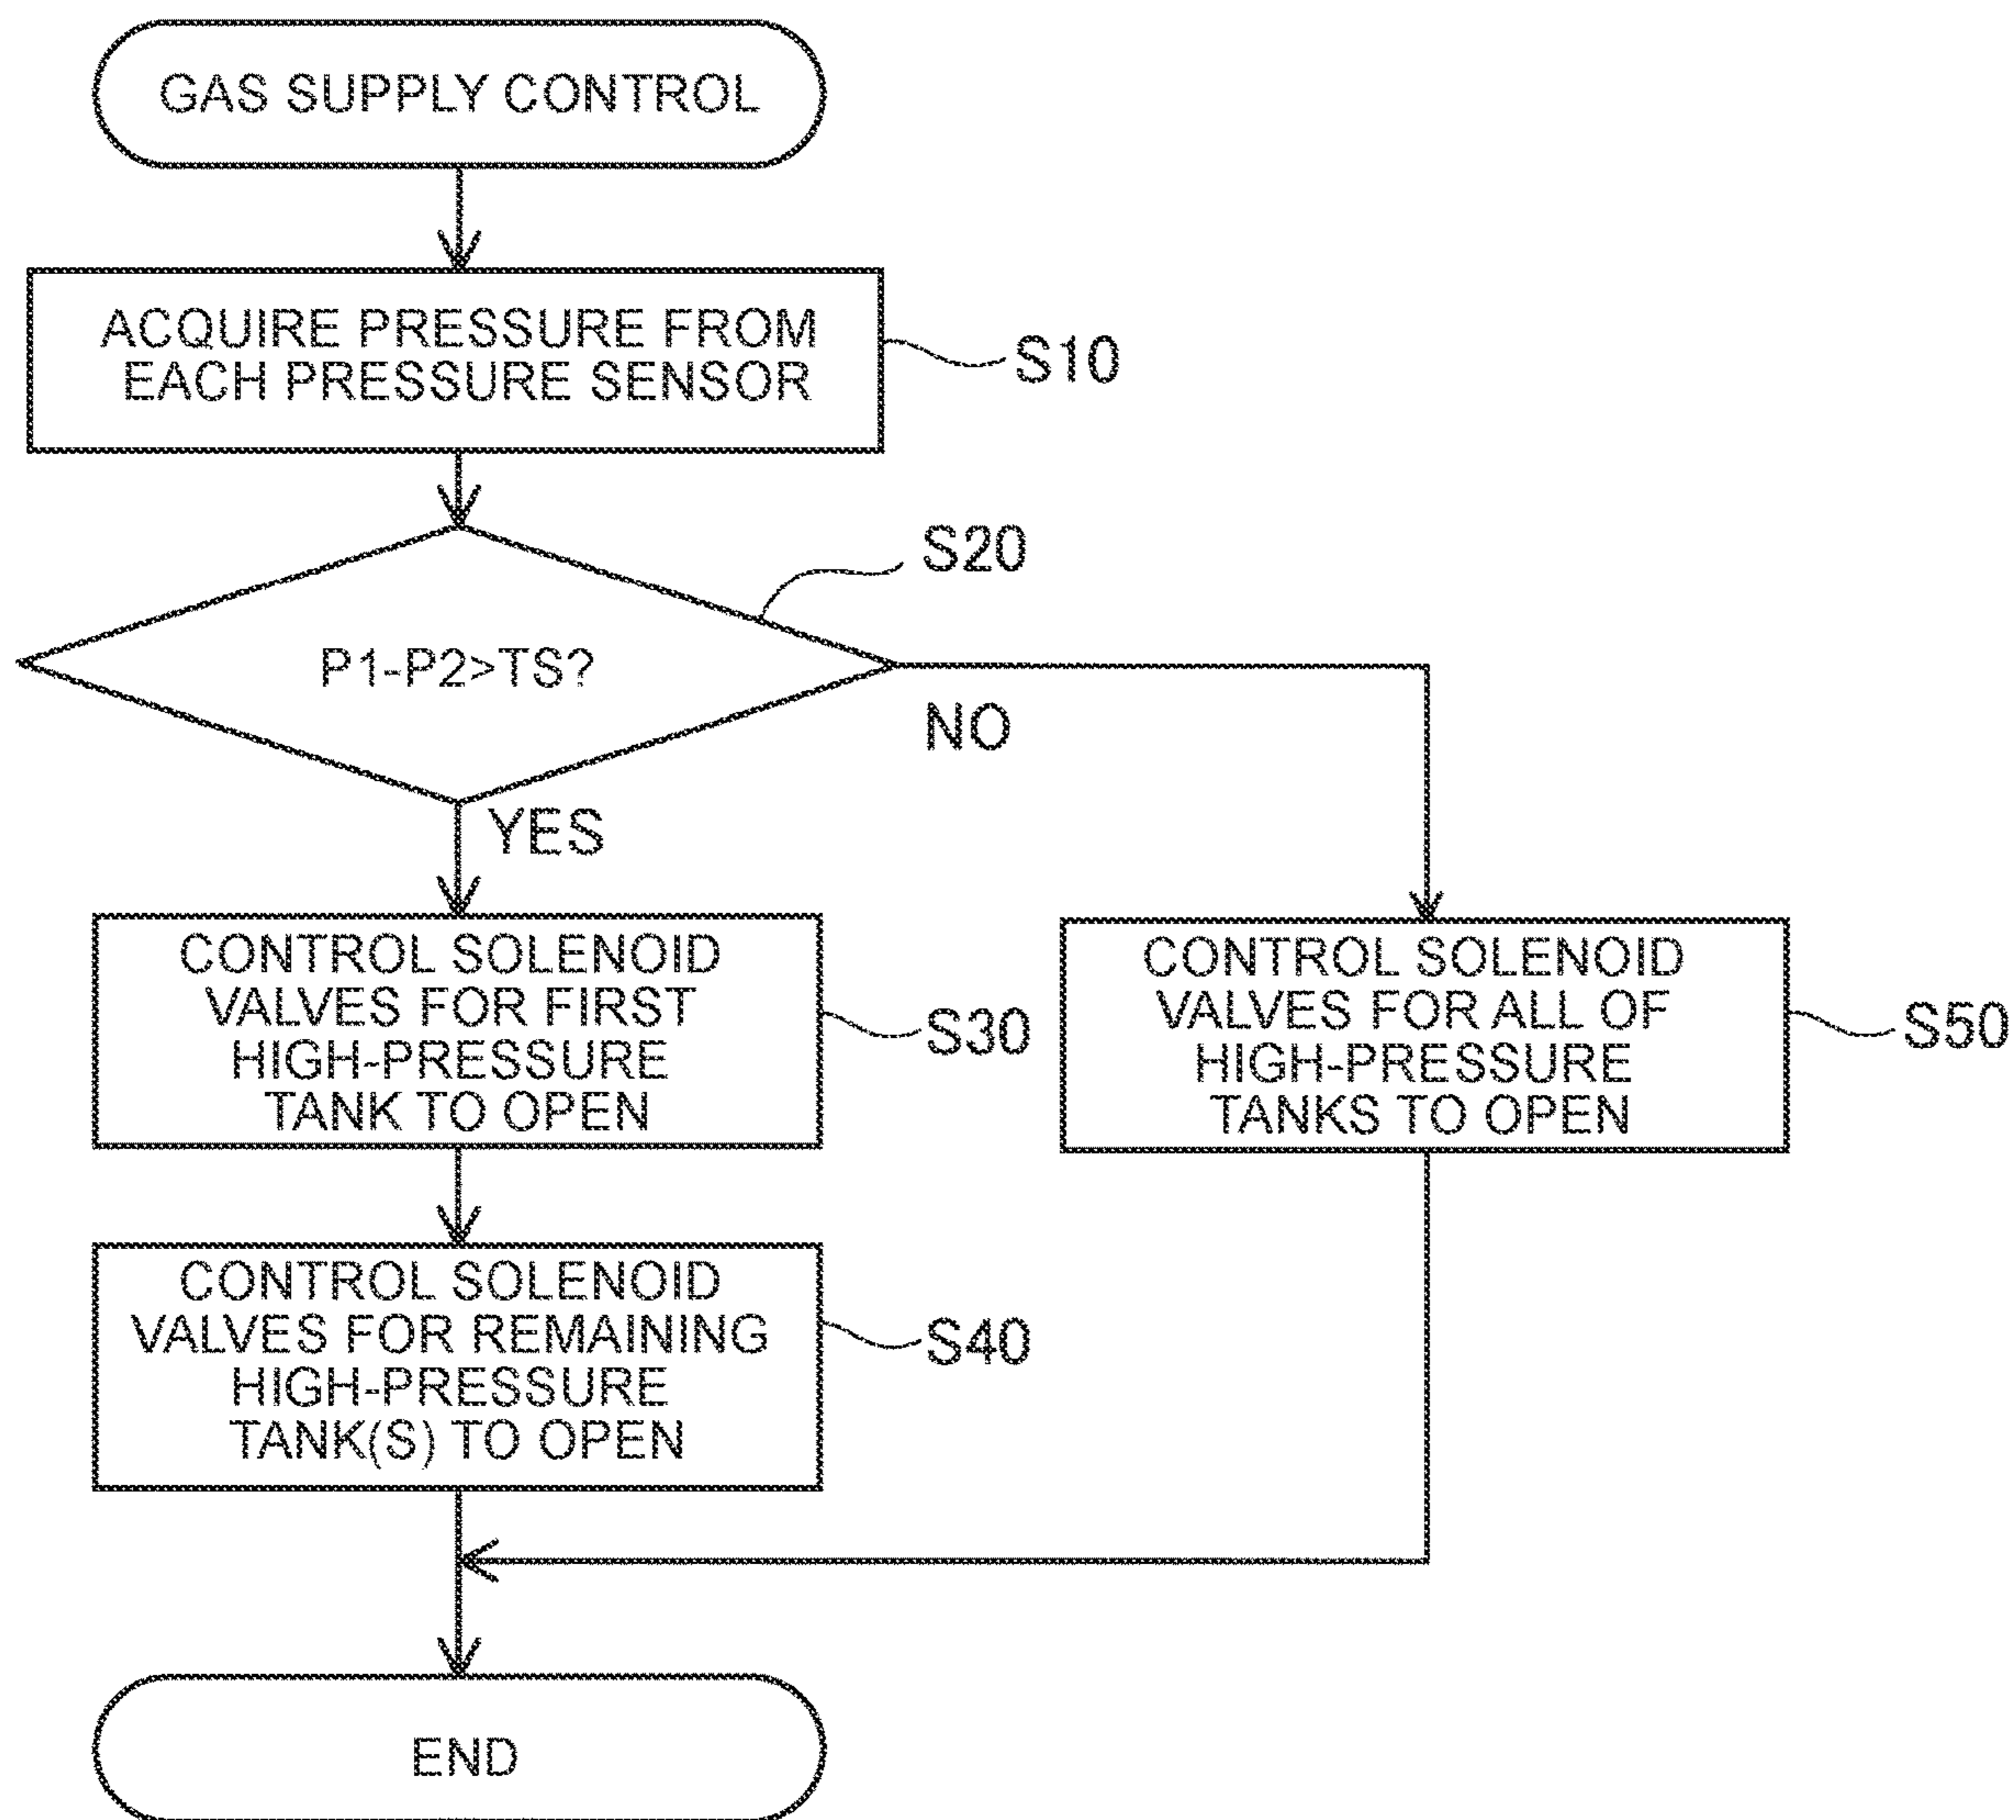 GAS SUPPLY CONTROL
ACQUIRE PRESSURE FROM
EACH PRESSURE SENSOR
S10
S20
P1-P2>TS?
NO
YES
CONTROL SOLENOID
VALVES FOR FIRST
HIGH-PRESSURE
TANK TO OPEN
S30
CONTROL SOLENOID
VALVES FOR ALL OF
HIGH-PRESSURE
TANKS TO OPEN
S50
CONTROL SOLENOID
VALVES FOR REMAINING
HIGH-PRESSURE
TANK(S) TO OPEN
S40
END